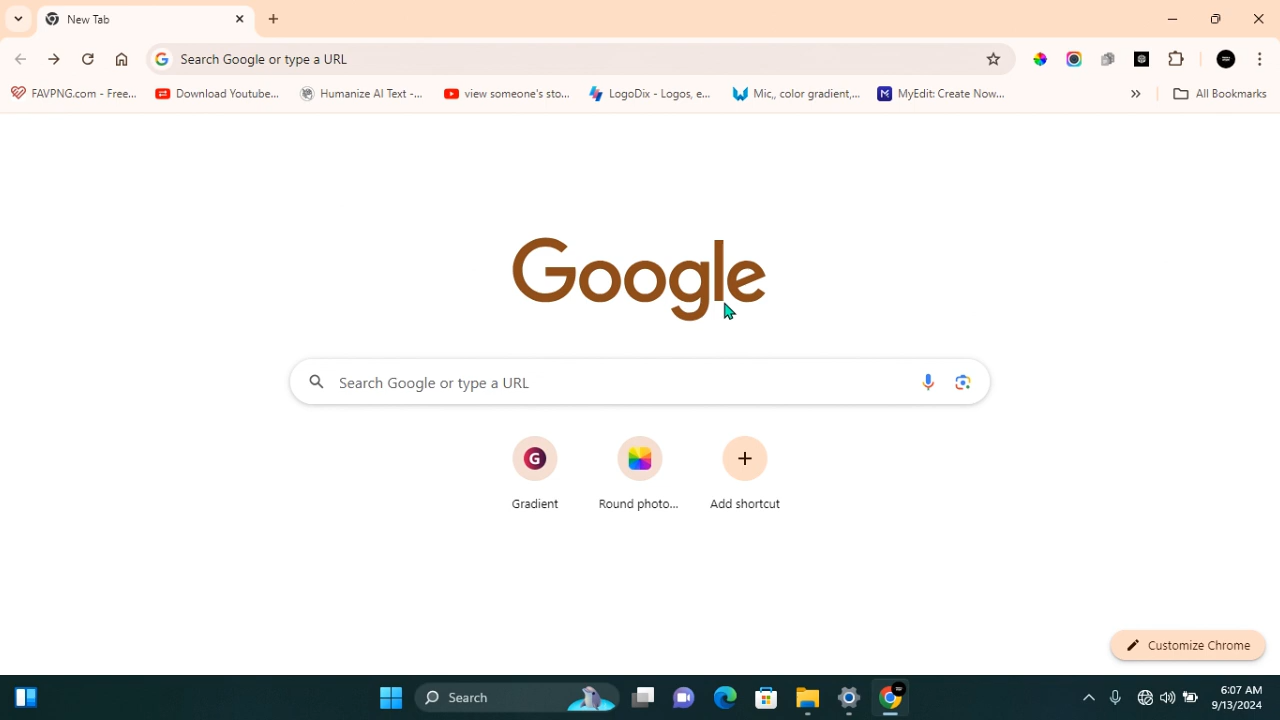 New Tab
Search Google or type a URL
FAVPNG.com - Free...
Download Youtube...
Humanize AI Text -...
view someone's sto...
LogoDix - Logos, e...
Mic,, color gradient,...
MyEdit: Create Now...
All Bookmarks
Google
Search Google or type a URL
G
Gradient
Round photo...
Add shortcut
Customize Chrome
Search
6:07 AM
9/13/2024